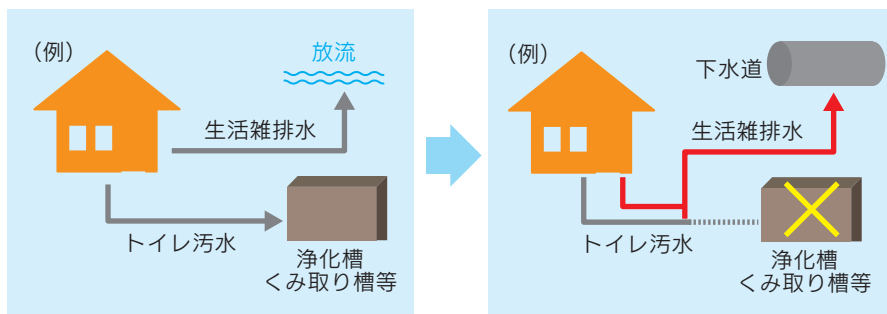 （例）
放流
生活雑排水
トイレ汚水
浄化槽
くみ取り槽等
（例）
下水道
生活雑排水
トイレ汚水
浄化槽
くみ取り槽等